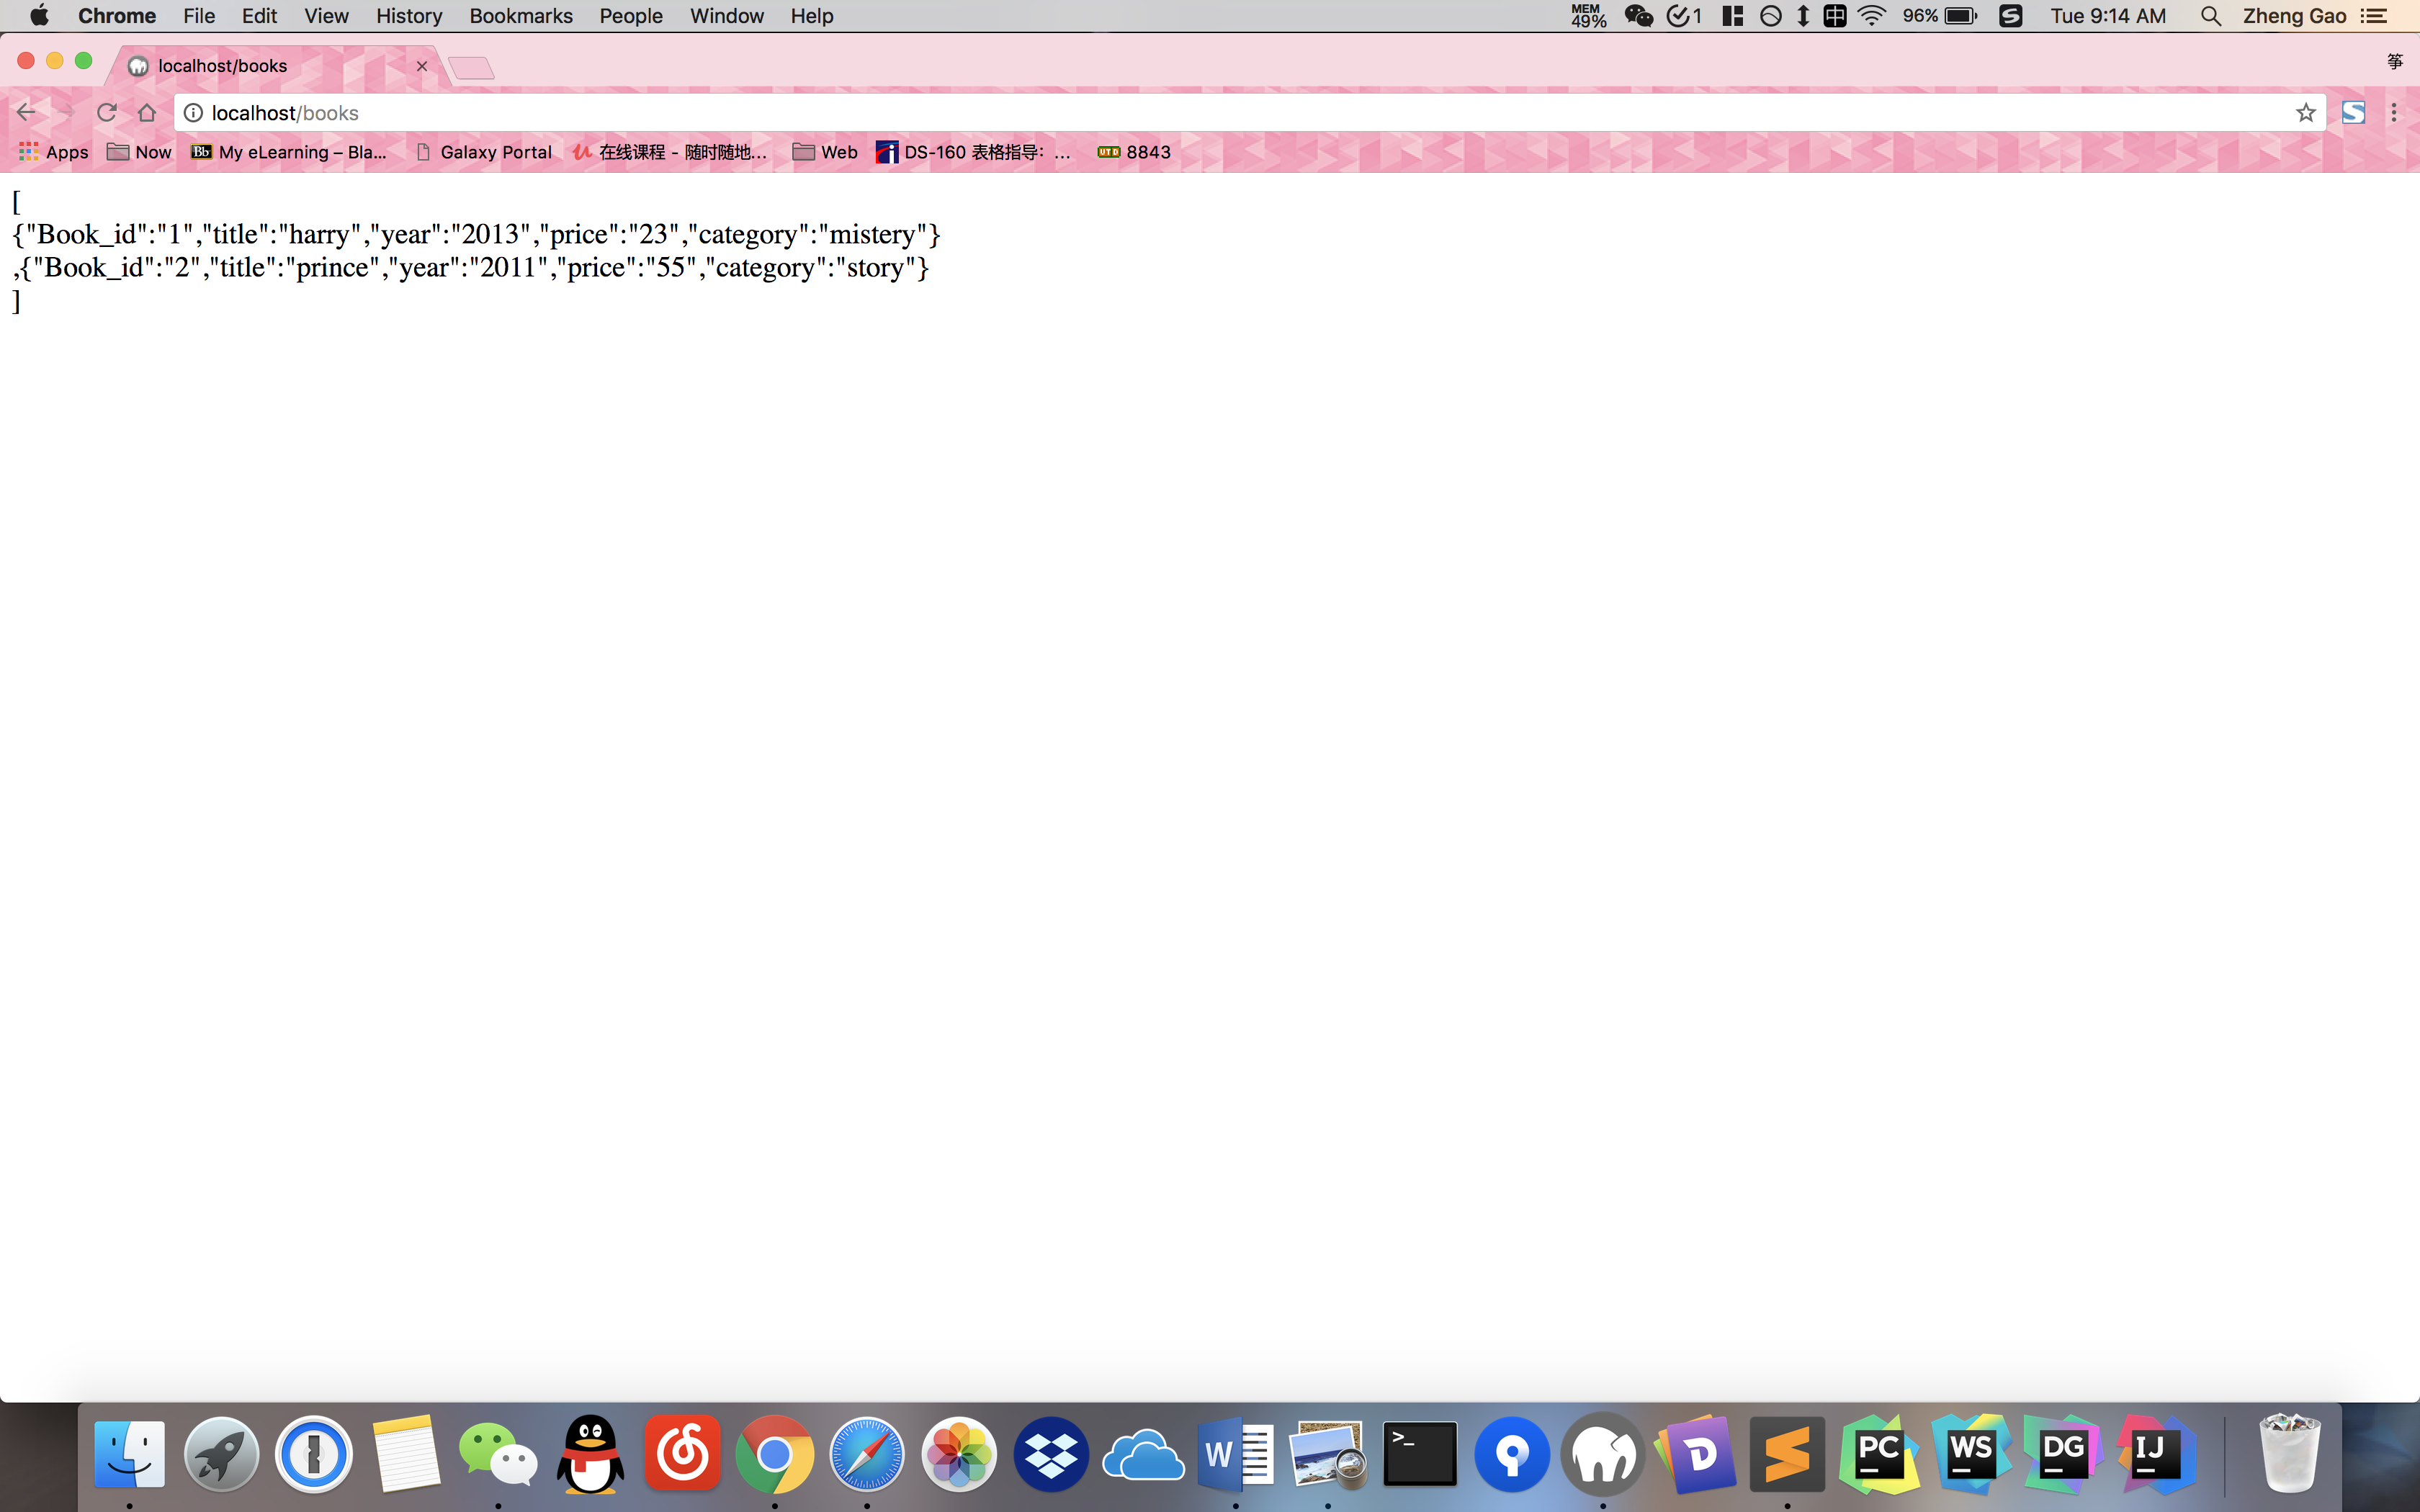 Chrome File Edit View History Bookmarks People Window Help MEM 49% 1 中 96% S Tue 9:14 AM Zheng Gao
localhost/books 筝
localhost/books
Apps Now Bb My eLearning – Bla... Galaxy Portal 在线课程 - 随时随地... Web DS-160 表格指导：... UTD 8843
[
{"Book_id":"1","title":"harry","year":"2013","price":"23","category":"mistery"}
,{"Book_id":"2","title":"prince","year":"2011","price":"55","category":"story"}
]
W >_ D PC WS DG IJ